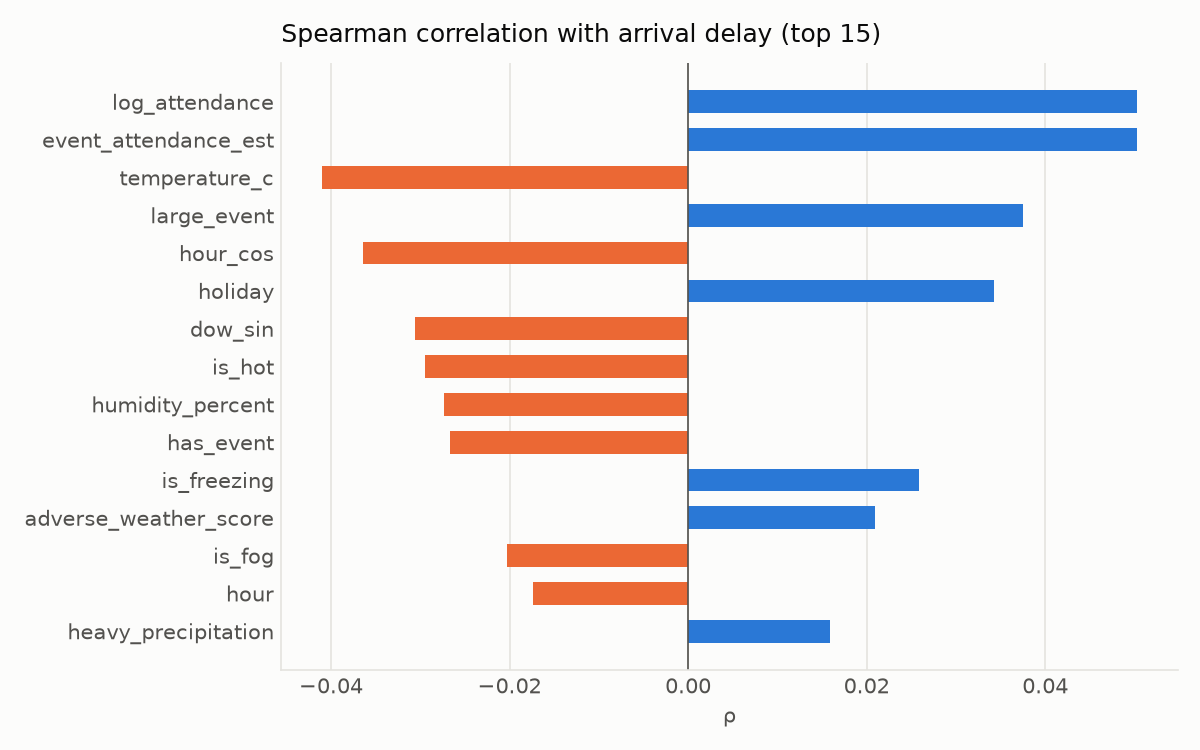 Spearman correlation with arrival delay (top 15)
log_attendance
event_attendance_est
temperature_c
large_event
hour_cos
holiday
dow_sin
is_hot
humidity_percent
has_event
is_freezing
adverse_weather_score
is_fog
hour
heavy_precipitation
−0.04 −0.02 0.00 0.02 0.04
ρ